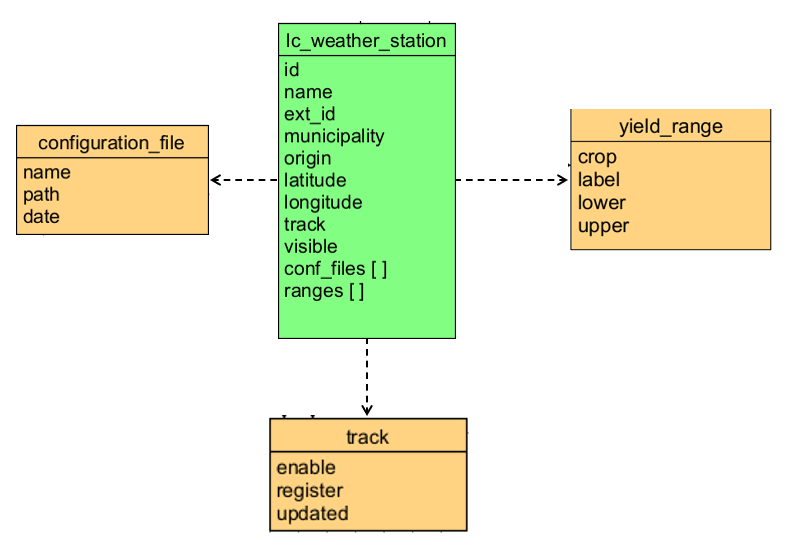 lc_weather_station
id
name
ext_id
municipality
origin
latitude
longitude
track
visible
conf_files [ ]
ranges [ ]
configuration_file
name
path
date
yield_range
crop
label
lower
upper
track
enable
register
updated